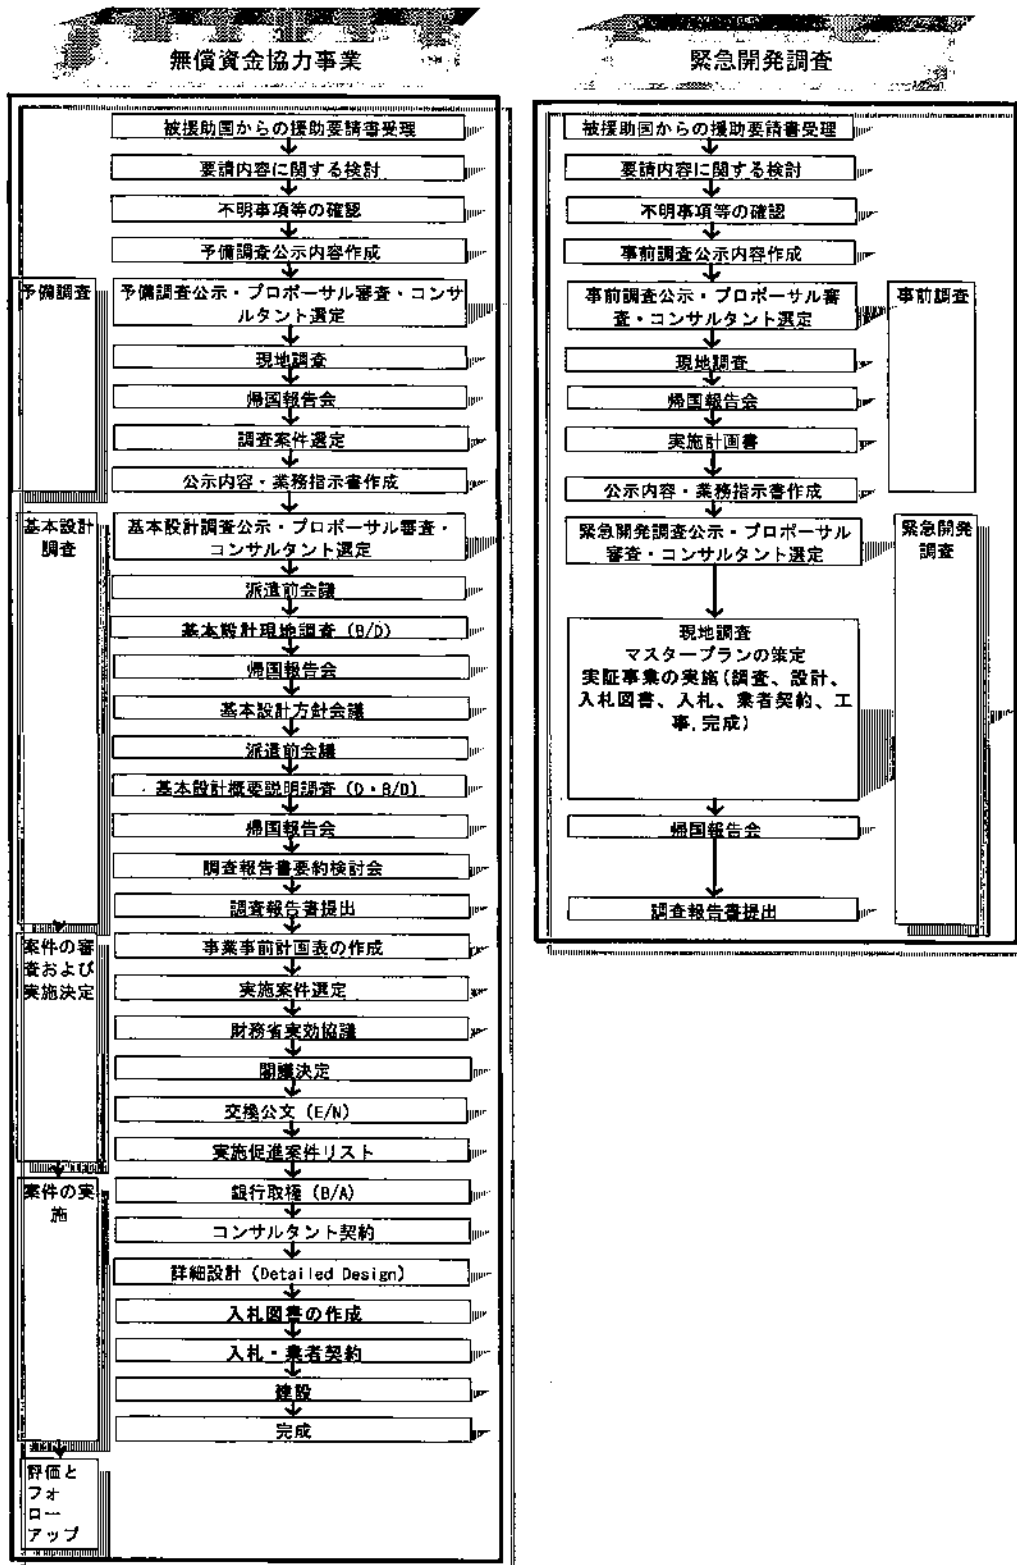 無償資金協力事業
被援助国からの援助要請書受理
要請内容に関する検討
不明事項等の確認
予備調査公示内容作成
予備調査
予備調査公示・プロポーサル審査・コンサ
ルタント選定
現地調査
帰国報告会
調査案件選定
公示内容・業務指示書作成
基本設計
調査
基本設計調査公示・プロポーサル審査・
コンサルタント選定
派遣前会議
基本設計現地調査 (B/D)
帰国報告会
基本設計方針会議
派遣前会議
基本設計概要説明調査 (D・B/D)
帰国報告会
調査報告書要約検討会
調査報告書提出
案件の審
査および
実施決定
事業事前計画表の作成
実施案件選定
財務省実効協議
閣議決定
交換公文 (E/N)
実施促進案件リスト
案件の実
施
銀行取極 (B/A)
コンサルタント契約
詳細設計 (Detailed Design)
入札図書の作成
入札・業者契約
建設
完成
評価と
フォ
ロー
アップ
緊急開発調査
被援助国からの援助要請書受理
要請内容に関する検討
不明事項等の確認
事前調査公示内容作成
事前調査公示・プロポーサル審
査・コンサルタント選定
事前調査
現地調査
帰国報告会
実施計画書
公示内容・業務指示書作成
緊急開発調査公示・プロポーサル
審査・コンサルタント選定
緊急開発
調査
現地調査
マスタープランの策定
実証事業の実施(調査、設計、
入札図書、入札、業者契約、工
事,完成)
帰国報告会
調査報告書提出